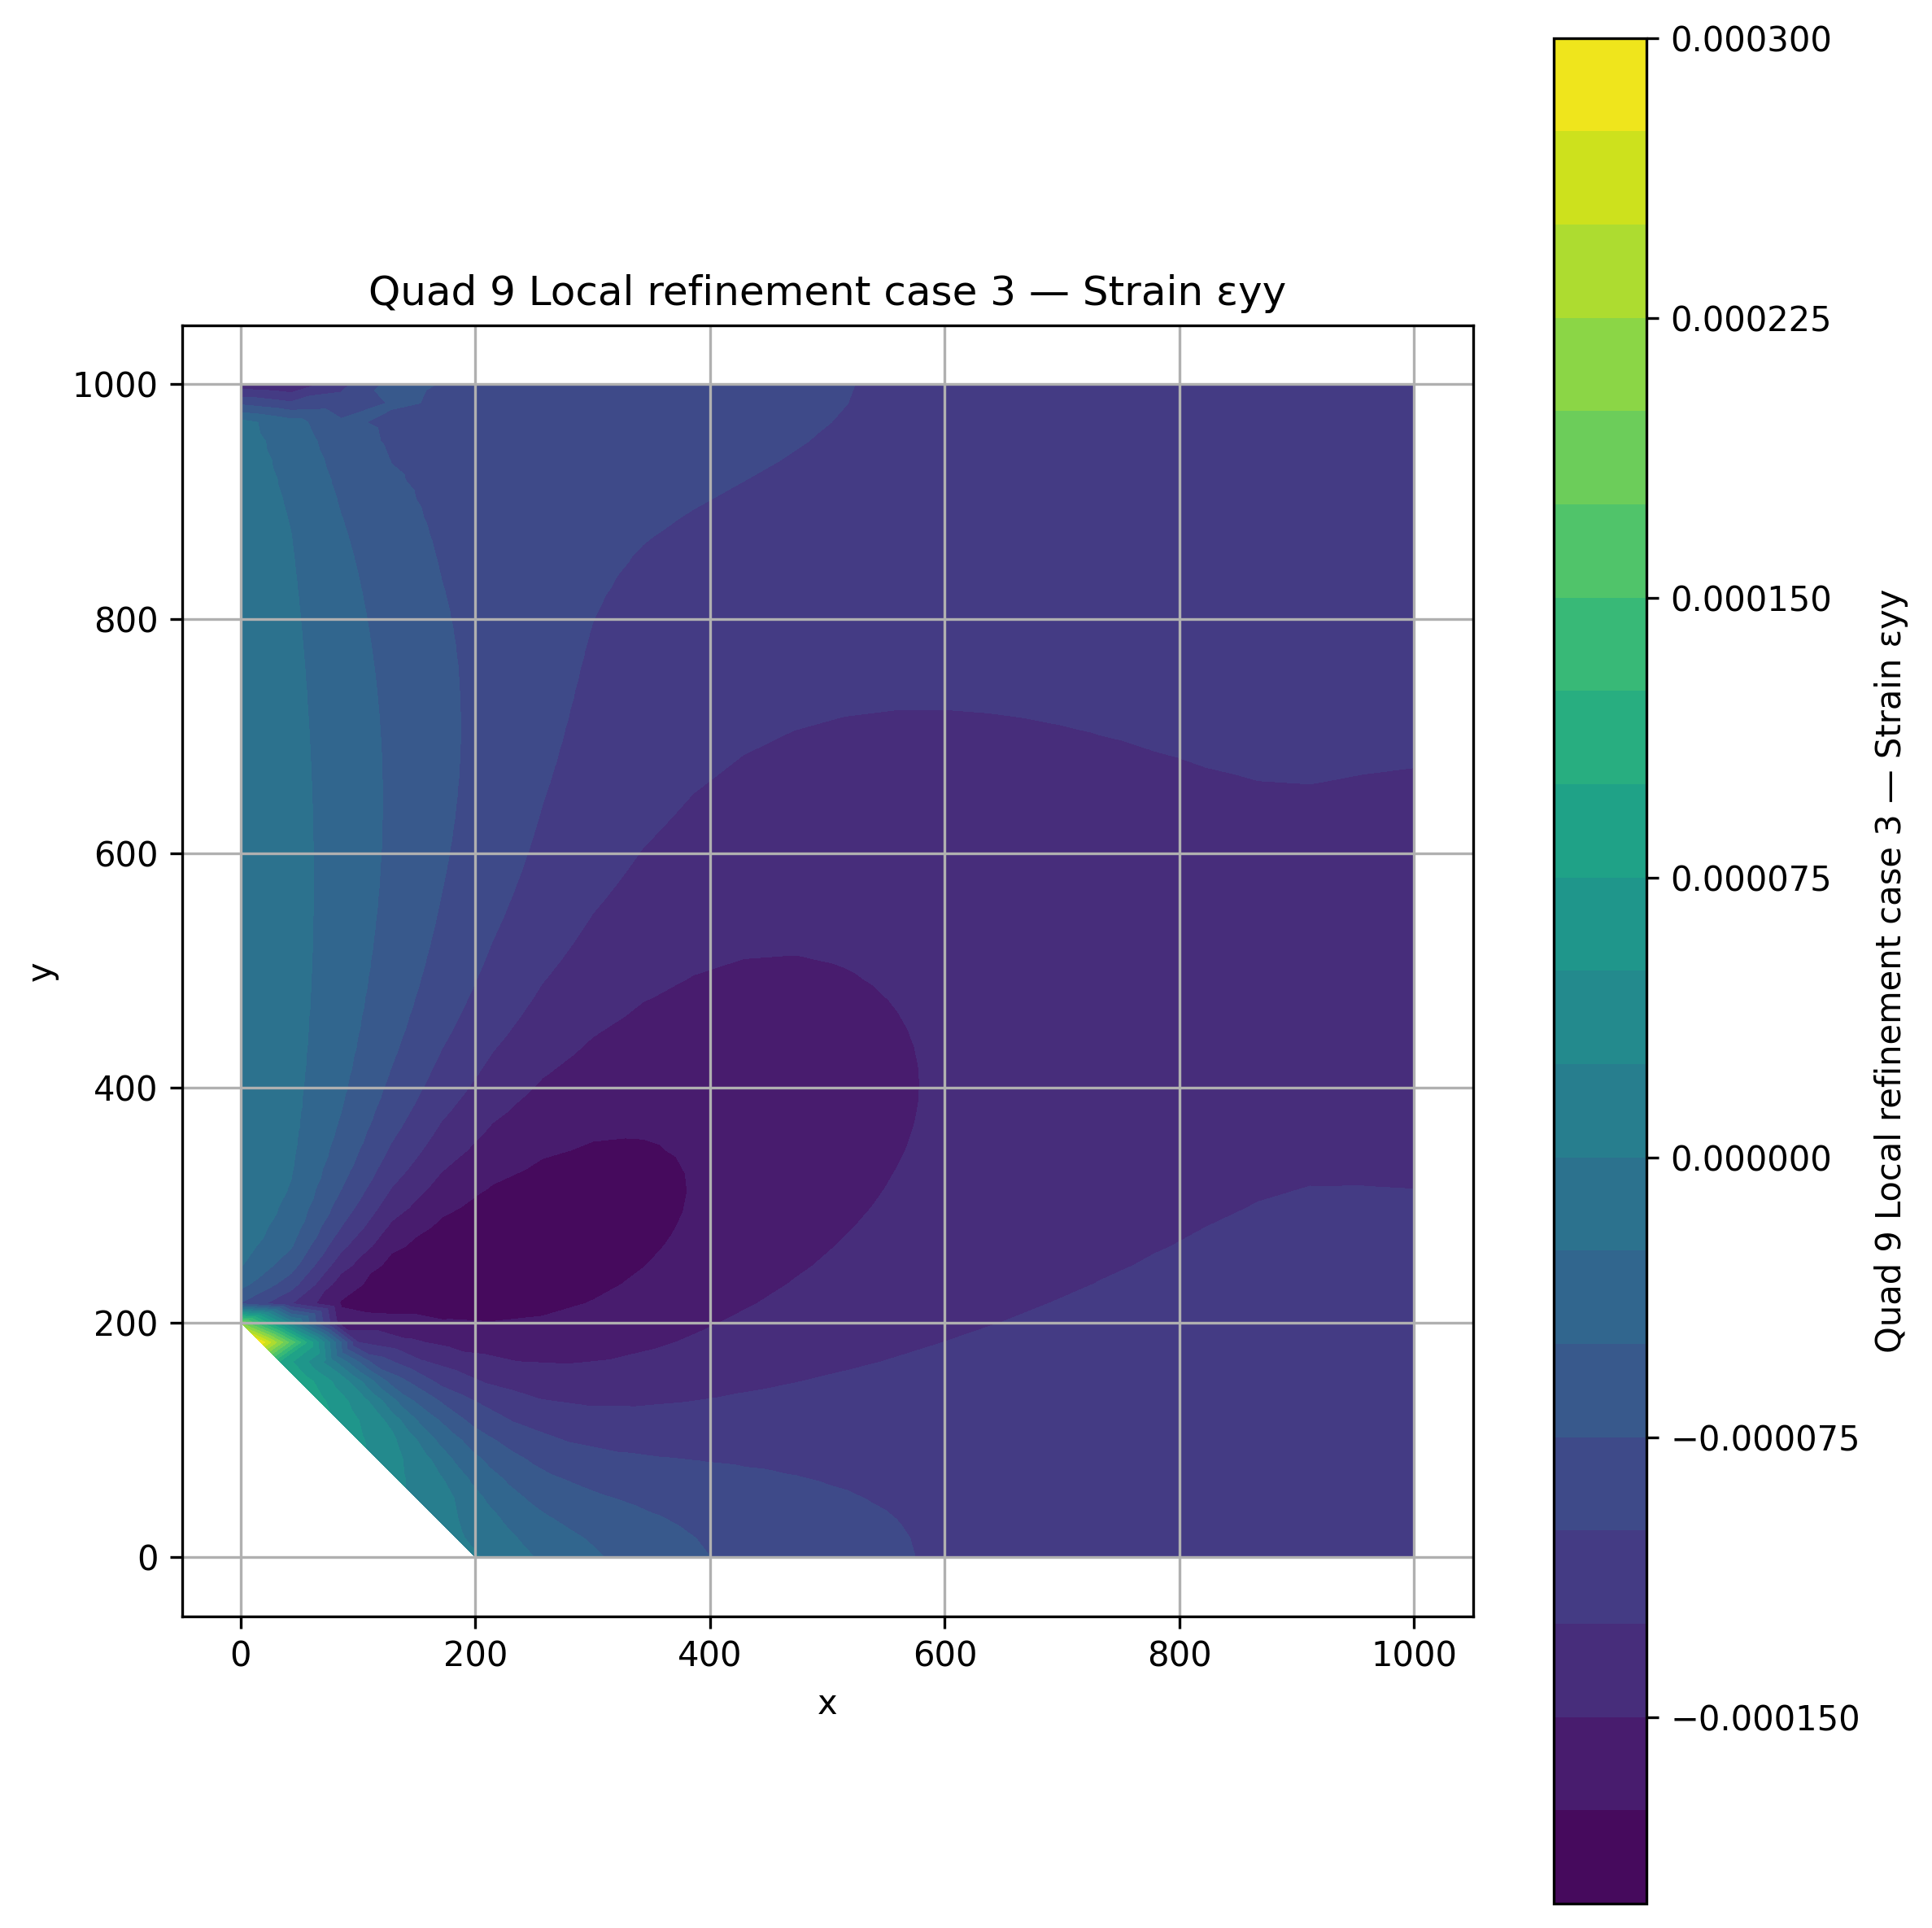 Quad 9 Local refinement case 3 — Strain εyy
1000
800
600
400
200
0
y
0 200 400 600 800 1000
x
0.000300
0.000225
0.000150
0.000075
0.000000
−0.000075
−0.000150
Quad 9 Local refinement case 3 — Strain εyy